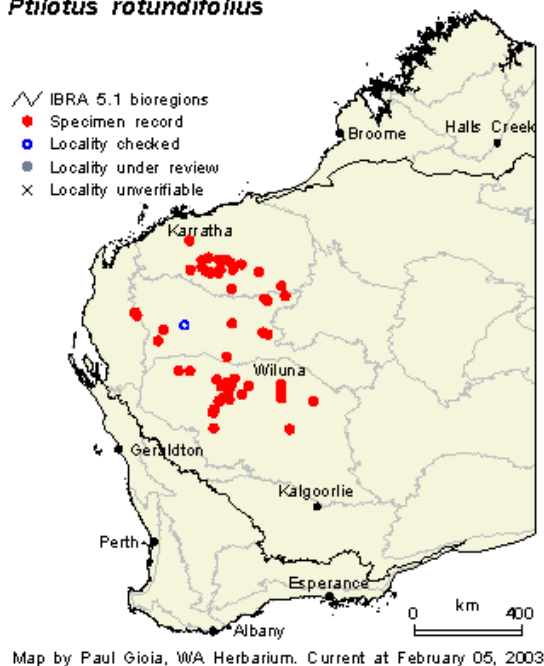 Ptilotus rotundifolius
IBRA 5.1 bioregions
Specimen record
Locality checked
Locality under review
Locality unverifiable
Broome
Halls Creek
Karratha
Wiluna
Geraldton
Kalgoorlie
Perth
Esperance
Albany
0 km 400
Map by Paul Gioia, WA Herbarium. Current at February 05, 2003